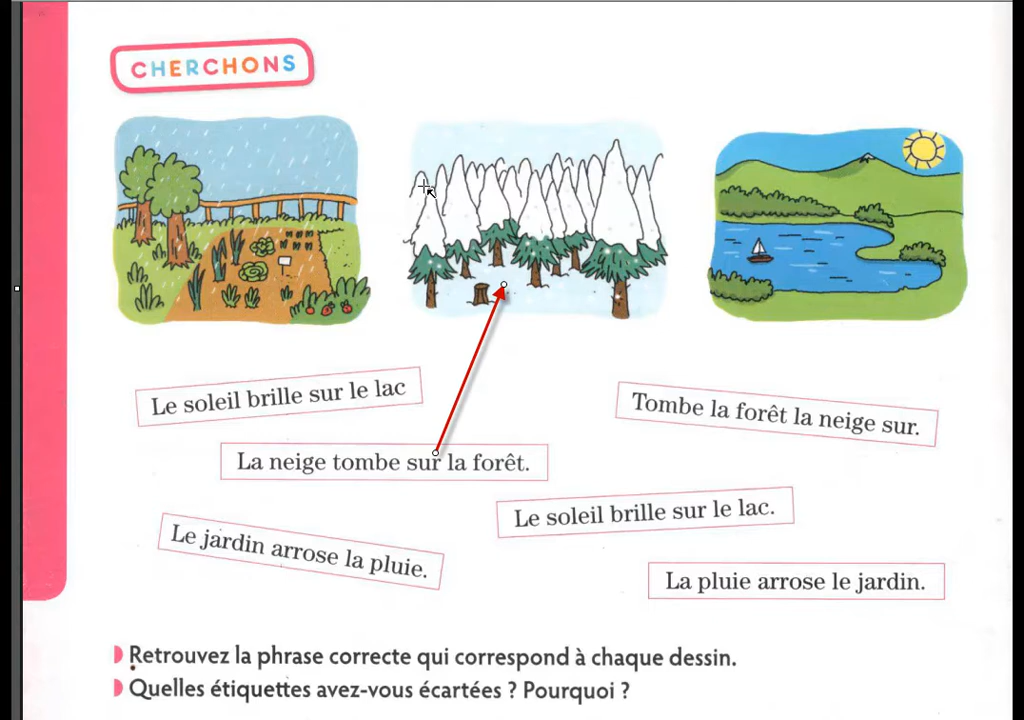 CHERCHONS
Le soleil brille sur le lac
Tombe la forêt la neige sur.
La neige tombe sur la forêt.
Le soleil brille sur le lac.
Le jardin arrose la pluie.
La pluie arrose le jardin.
Retrouvez la phrase correcte qui correspond à chaque dessin.
Quelles étiquettes avez-vous écartées ? Pourquoi ?